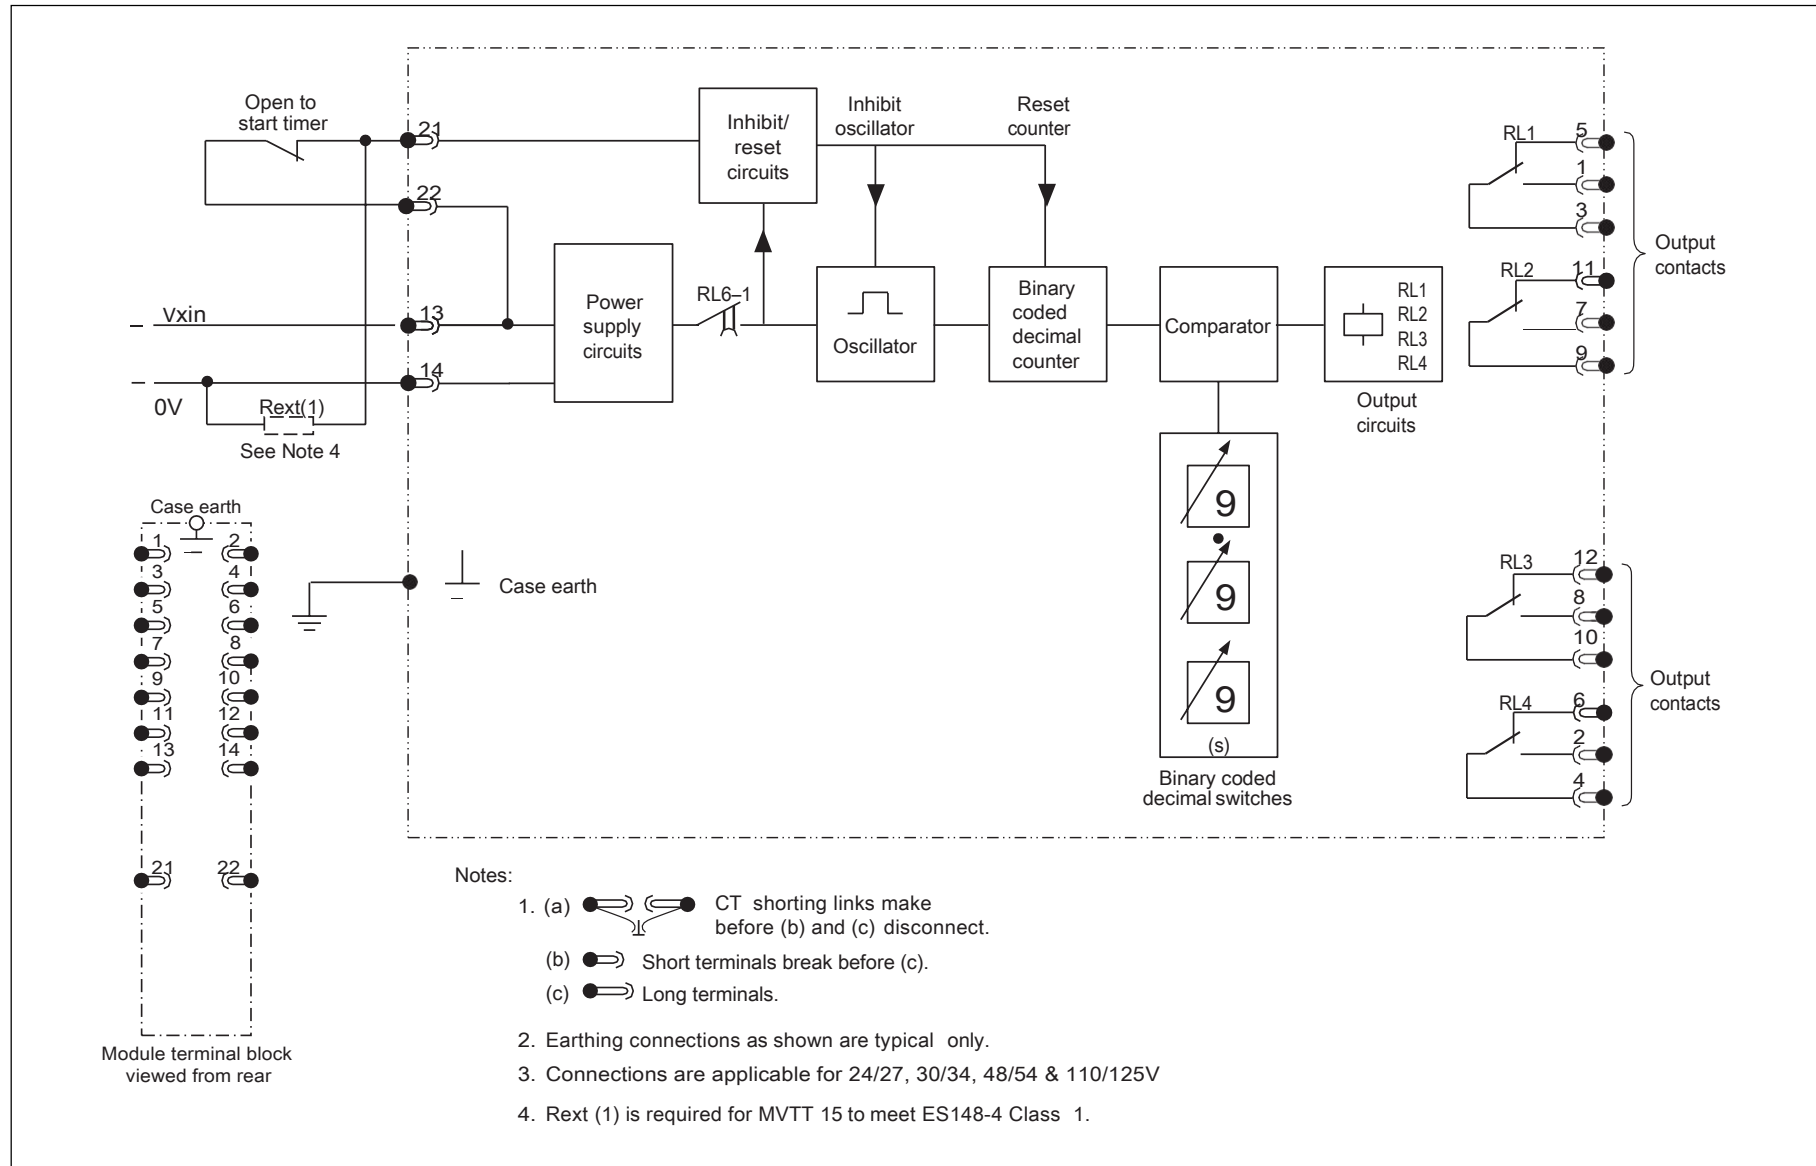 Open to
start timer
21
22
Vxin
13
14
0V
Rext(1)
See Note 4
Inhibit/
reset
circuits
Inhibit
oscillator
Reset
counter
Power
supply
circuits
RL6–1
Oscillator
Binary
coded
decimal
counter
Comparator
RL1
RL2
RL3
RL4
Output
circuits
9
9
9
(s)
Binary coded
decimal switches
RL1
5
1
3
RL2
11
7
9
Output
contacts
RL3
12
8
10
RL4
6
2
4
Output
contacts
Case earth
Case earth
1 2
3 4
5 6
7 8
9 10
11 12
13 14
21 22
Module terminal block
viewed from rear
Notes:
1. (a) CT shorting links make
before (b) and (c) disconnect.
(b) Short terminals break before (c).
(c) Long terminals.
2. Earthing connections as shown are typical only.
3. Connections are applicable for 24/27, 30/34, 48/54 & 110/125V
4. Rext (1) is required for MVTT 15 to meet ES148-4 Class 1.